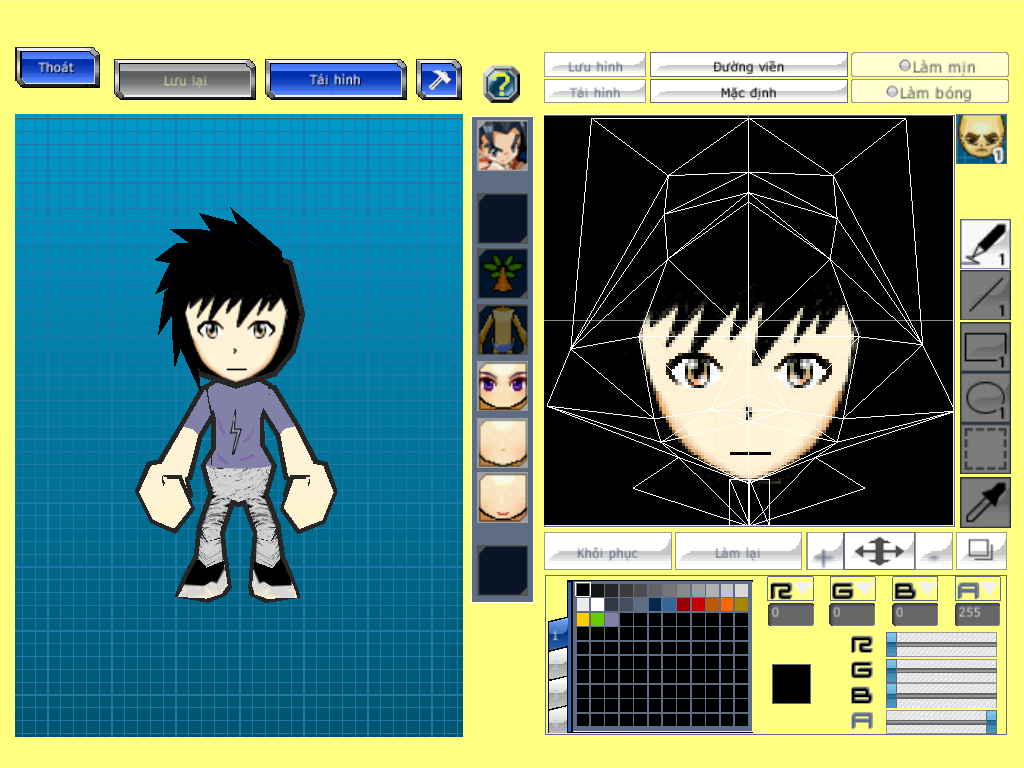 Thoát
Lưu lại
Tải hình
?
Lưu hình
Đường viền
Làm mịn
Tải hình
Mặc định
Làm bóng
1
1
1
1
1
Khôi phục
Làm lại
+
-
R G B A
0 0 0 255
1
R
G
B
A